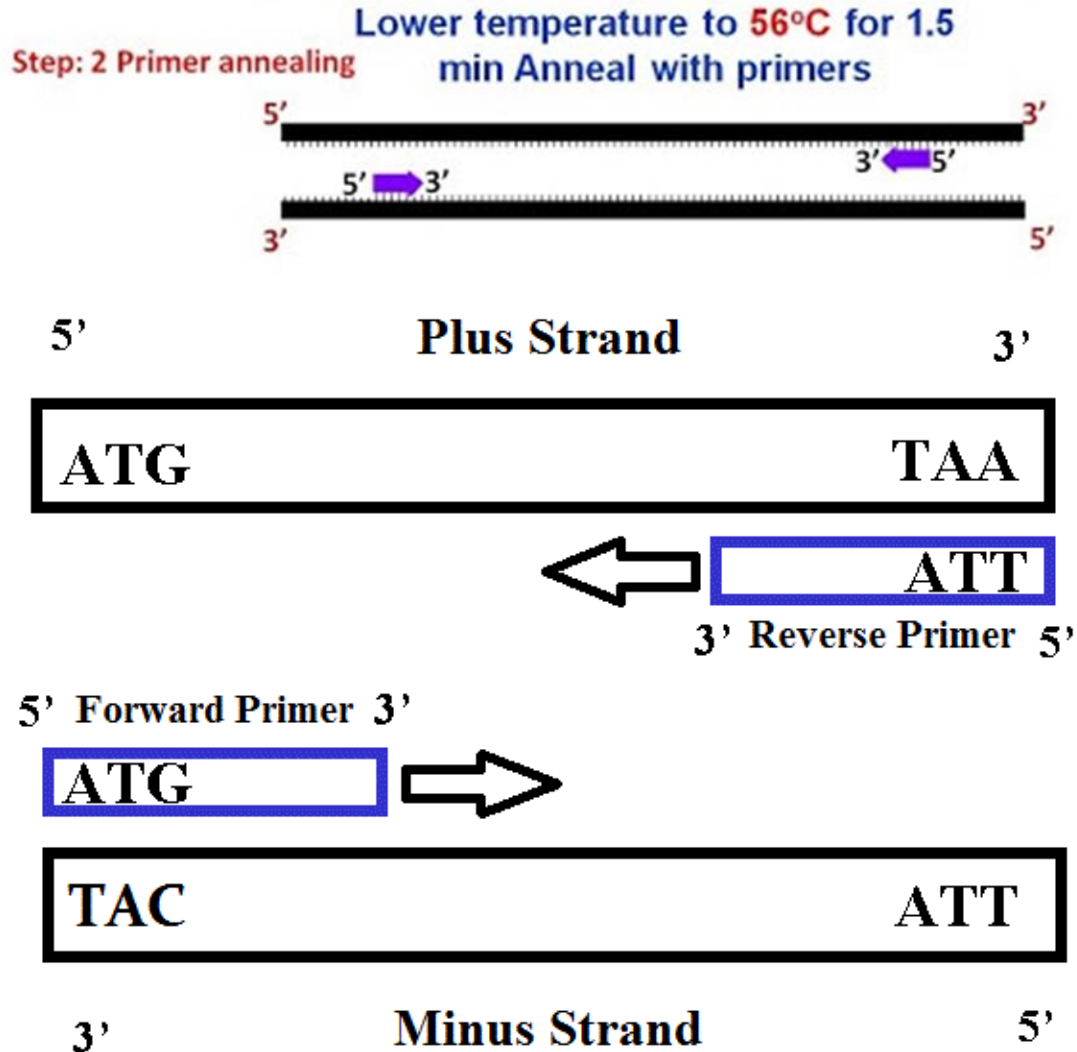 Lower temperature to 56°C for 1.5
Step: 2 Primer annealing min Anneal with primers
5’ 3’
3’ 5’
5’ 3’
3’ 5’
5’ Plus Strand 3’
ATG TAA
ATT
3’ Reverse Primer 5’
5’ Forward Primer 3’
ATG
TAC ATT
3’ Minus Strand 5’